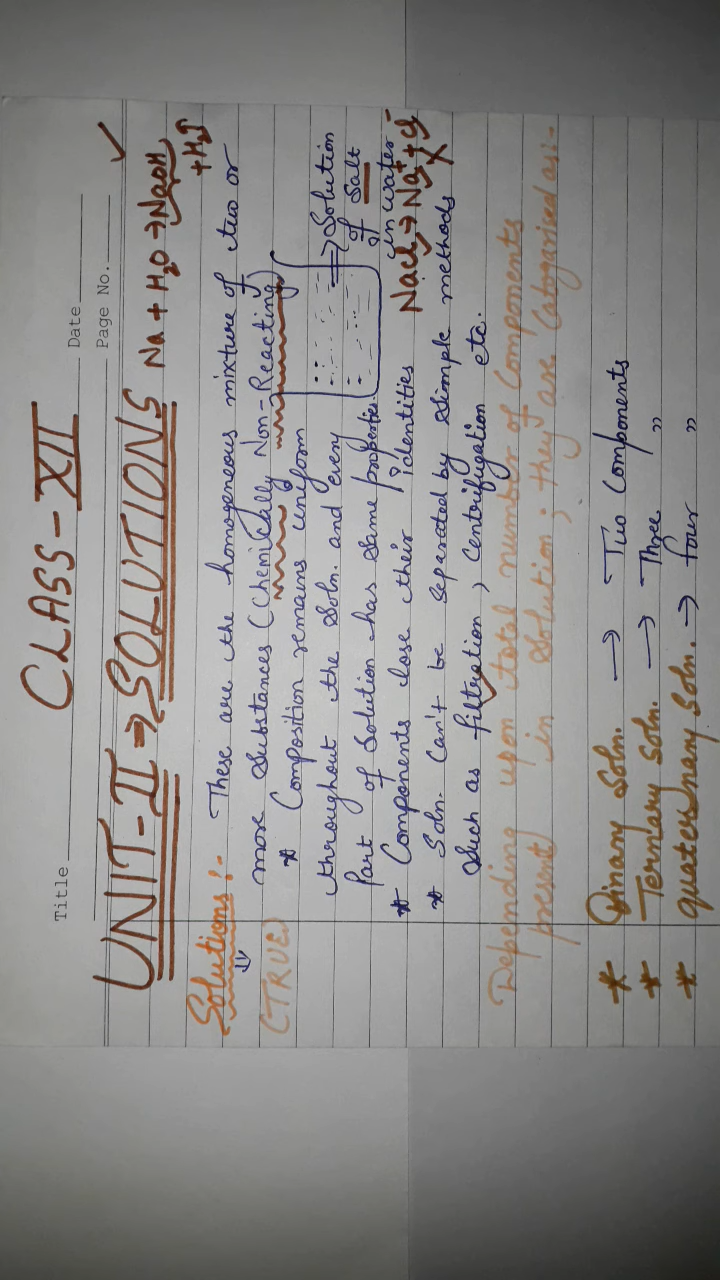 CLASS-XII
Title Date
Page No.
UNIT-II ⇒ SOLUTIONS Na + H₂O → NaOH
+H₂↑
Solutions:- These are the homogeneous mixture of two or
(TRUE) more substances (Chemically Non-Reacting)
* Composition remains uniform
throughout the Soln. and every ⇒ Solution
part of Solution has same properties. of Salt
in water
* Components lose their identities NaCl → Na⁺ + Cl⁻
* Soln. Can't be separated by simple methods
Such as filtration, Centrifugation etc.
Depending upon total number of Components
present in Solution; they are Catogarised as:-
* Binary Soln. → Two Components
* Ternary Soln. → Three "
* quaternary Soln. → four "